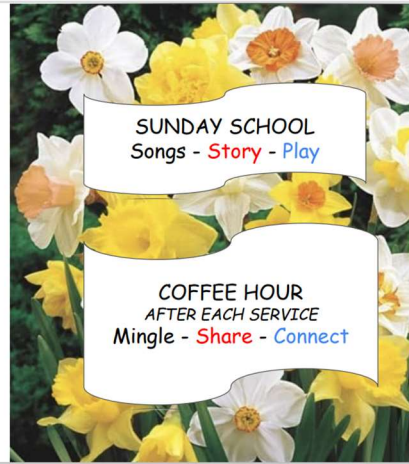 SUNDAY SCHOOL
Songs - Story - Play
COFFEE HOUR
AFTER EACH SERVICE
Mingle - Share - Connect